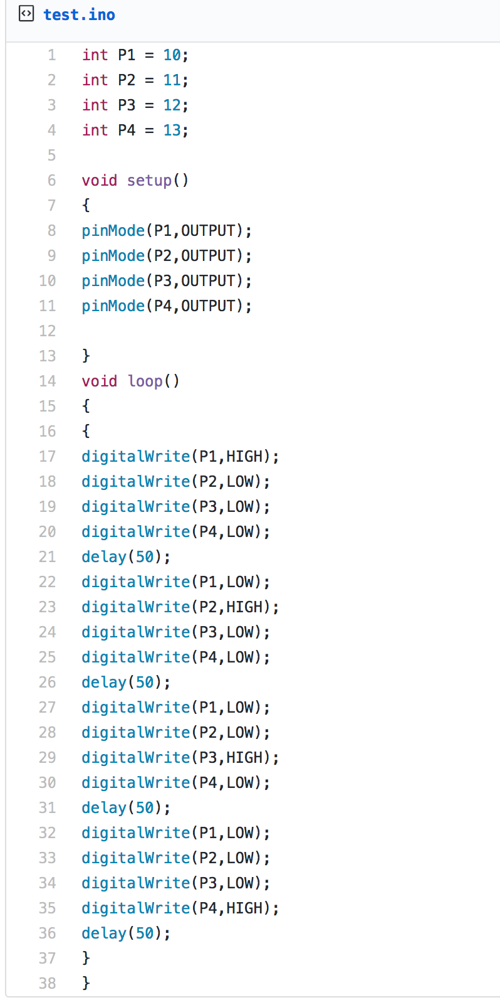 test.ino
1 int P1 = 10;
2 int P2 = 11;
3 int P3 = 12;
4 int P4 = 13;
5
6 void setup()
7 {
8 pinMode(P1,OUTPUT);
9 pinMode(P2,OUTPUT);
10 pinMode(P3,OUTPUT);
11 pinMode(P4,OUTPUT);
12
13 }
14 void loop()
15 {
16 {
17 digitalWrite(P1,HIGH);
18 digitalWrite(P2,LOW);
19 digitalWrite(P3,LOW);
20 digitalWrite(P4,LOW);
21 delay(50);
22 digitalWrite(P1,LOW);
23 digitalWrite(P2,HIGH);
24 digitalWrite(P3,LOW);
25 digitalWrite(P4,LOW);
26 delay(50);
27 digitalWrite(P1,LOW);
28 digitalWrite(P2,LOW);
29 digitalWrite(P3,HIGH);
30 digitalWrite(P4,LOW);
31 delay(50);
32 digitalWrite(P1,LOW);
33 digitalWrite(P2,LOW);
34 digitalWrite(P3,LOW);
35 digitalWrite(P4,HIGH);
36 delay(50);
37 }
38 }